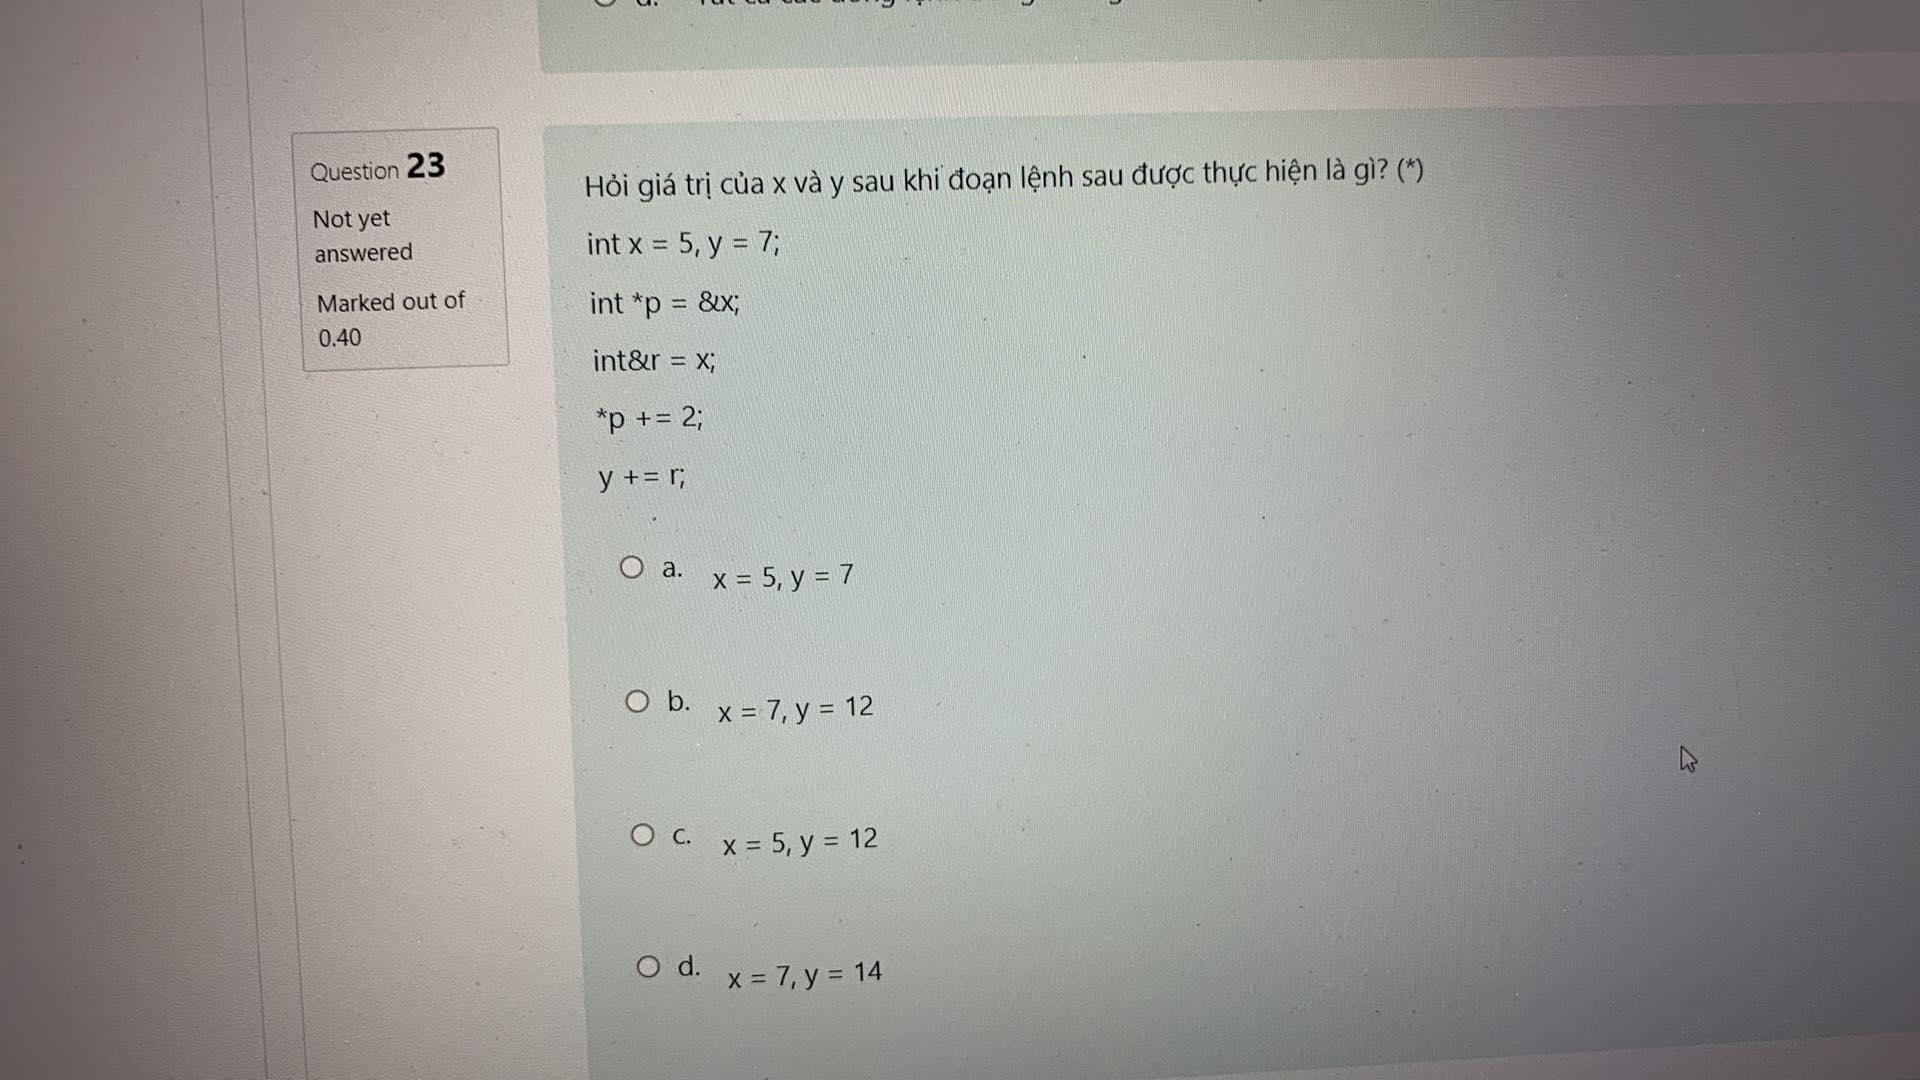 Question 23
Not yet
answered
Marked out of
0.40
Hỏi giá trị của x và y sau khi đoạn lệnh sau được thực hiện là gì? (*)
int x = 5, y = 7;
int *p = &x;
int&r = x;
*p += 2;
y += r;
a. x = 5, y = 7
b. x = 7, y = 12
c. x = 5, y = 12
d. x = 7, y = 14